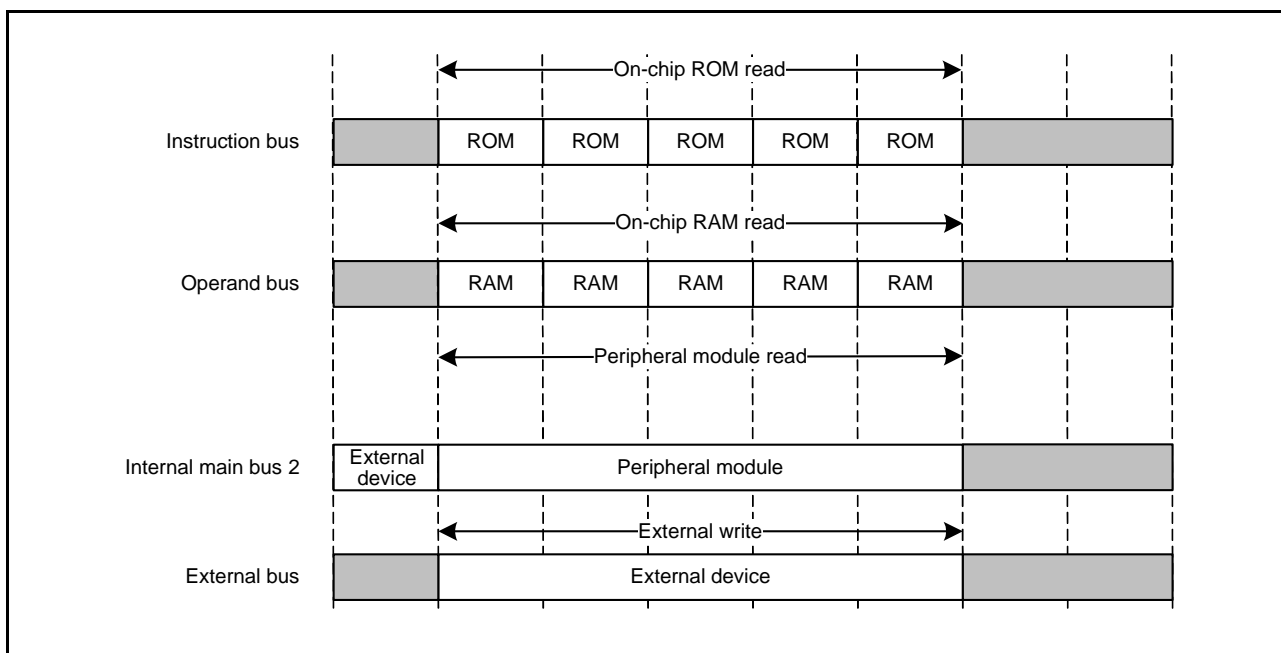 On-chip ROM read
Instruction bus ROM ROM ROM ROM ROM
On-chip RAM read
Operand bus RAM RAM RAM RAM RAM
Peripheral module read
Internal main bus 2 External device Peripheral module
External write
External bus External device